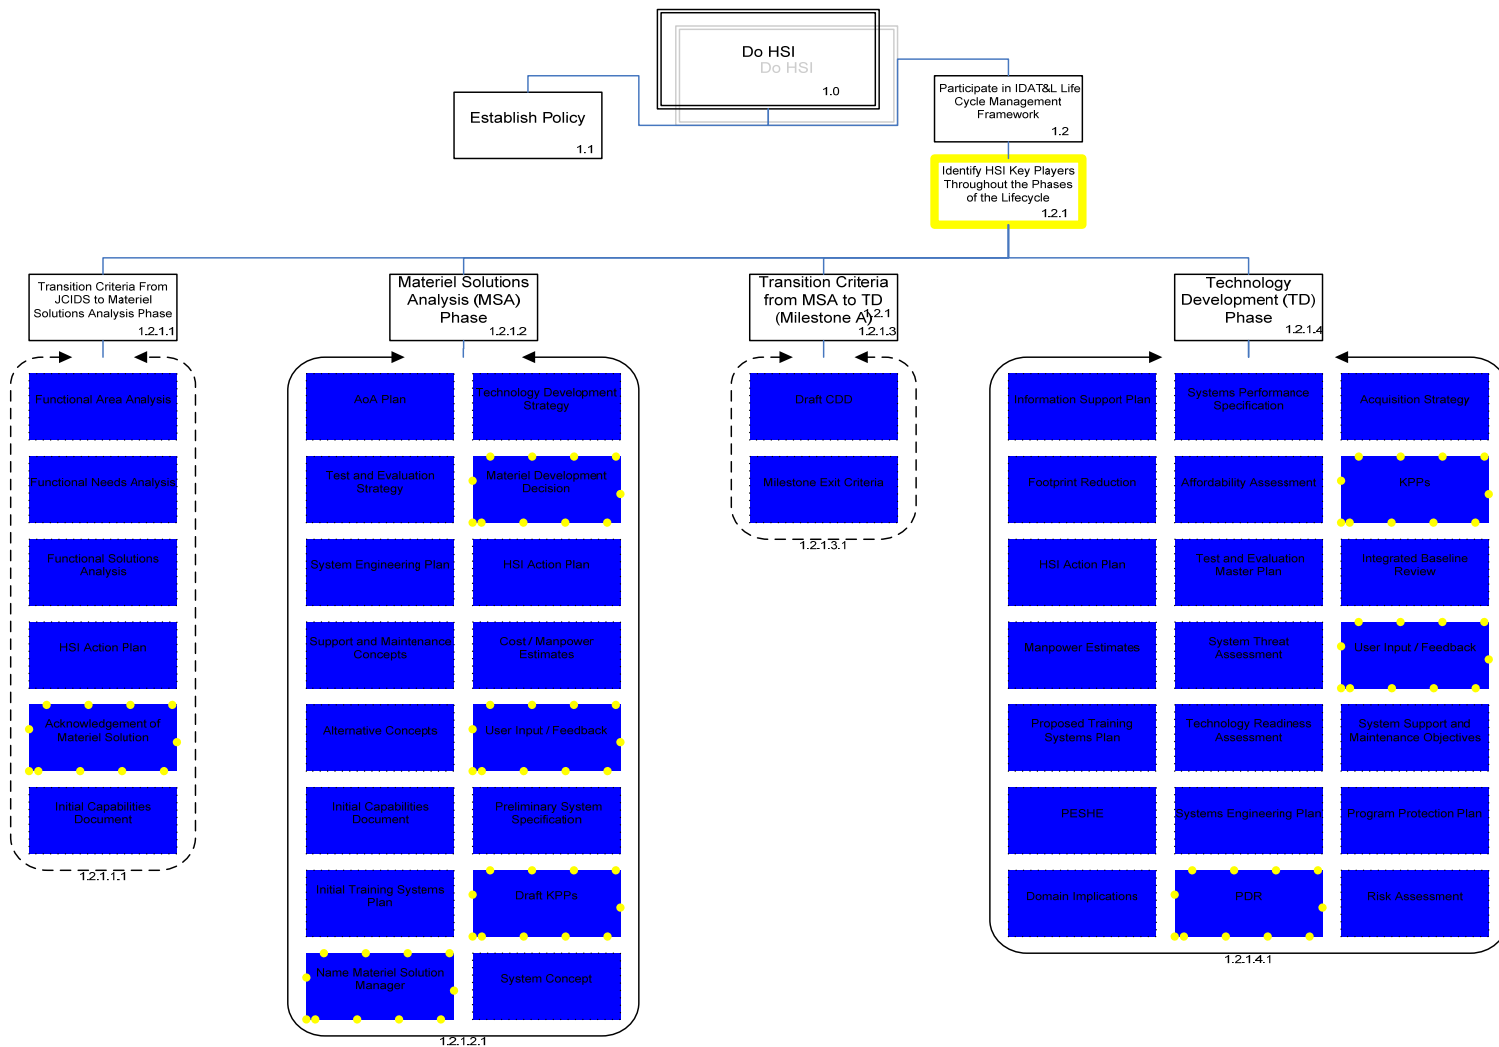 Do HSI
Do HSI
1.0
Establish Policy
1.1
Participate in IDAT&L Life
Cycle Management
Framework
1.2
Identify HSI Key Players
Throughout the Phases
of the Lifecycle
1.2.1
Transition Criteria From
JCIDS to Materiel
Solutions Analysis Phase
1.2.1.1
Materiel Solutions
Analysis (MSA)
Phase
1.2.1.2
Transition Criteria
from MSA to TD
(Milestone A)
1.2.1
1.2.1.3
Technology
Development (TD)
Phase
1.2.1.4
Functional Area Analysis
Functional Needs Analysis
Functional Solutions
Analysis
HSI Action Plan
Acknowledgement of
Materiel Solution
Initial Capabilities
Document
1.2.1.1.1
AoA Plan
Technology Development
Strategy
Test and Evaluation
Strategy
Materiel Development
Decision
System Engineering Plan
HSI Action Plan
Support and Maintenance
Concepts
Cost / Manpower
Estimates
Alternative Concepts
User Input / Feedback
Initial Capabilities
Document
Preliminary System
Specification
Initial Training Systems
Plan
Draft KPPs
Name Materiel Solution
Manager
System Concept
1.2.1.2.1
Draft CDD
Milestone Exit Criteria
1.2.1.3.1
Information Support Plan
Systems Performance
Specification
Acquisition Strategy
Footprint Reduction
Affordability Assessment
KPPs
HSI Action Plan
Test and Evaluation
Master Plan
Integrated Baseline
Review
Manpower Estimates
System Threat
Assessment
User Input / Feedback
Proposed Training
Systems Plan
Technology Readiness
Assessment
System Support and
Maintenance Objectives
PESHE
Systems Engineering Plan
Program Protection Plan
Domain Implications
PDR
Risk Assessment
1.2.1.4.1